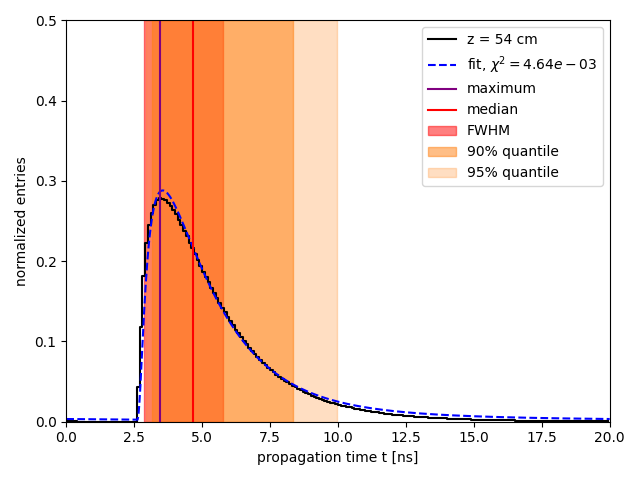 z = 54 cm
fit, χ² = 4.64e − 03
maximum
median
FWHM
90% quantile
95% quantile
normalized entries
0.5
0.4
0.3
0.2
0.1
0.0
0.0 2.5 5.0 7.5 10.0 12.5 15.0 17.5 20.0
propagation time t [ns]